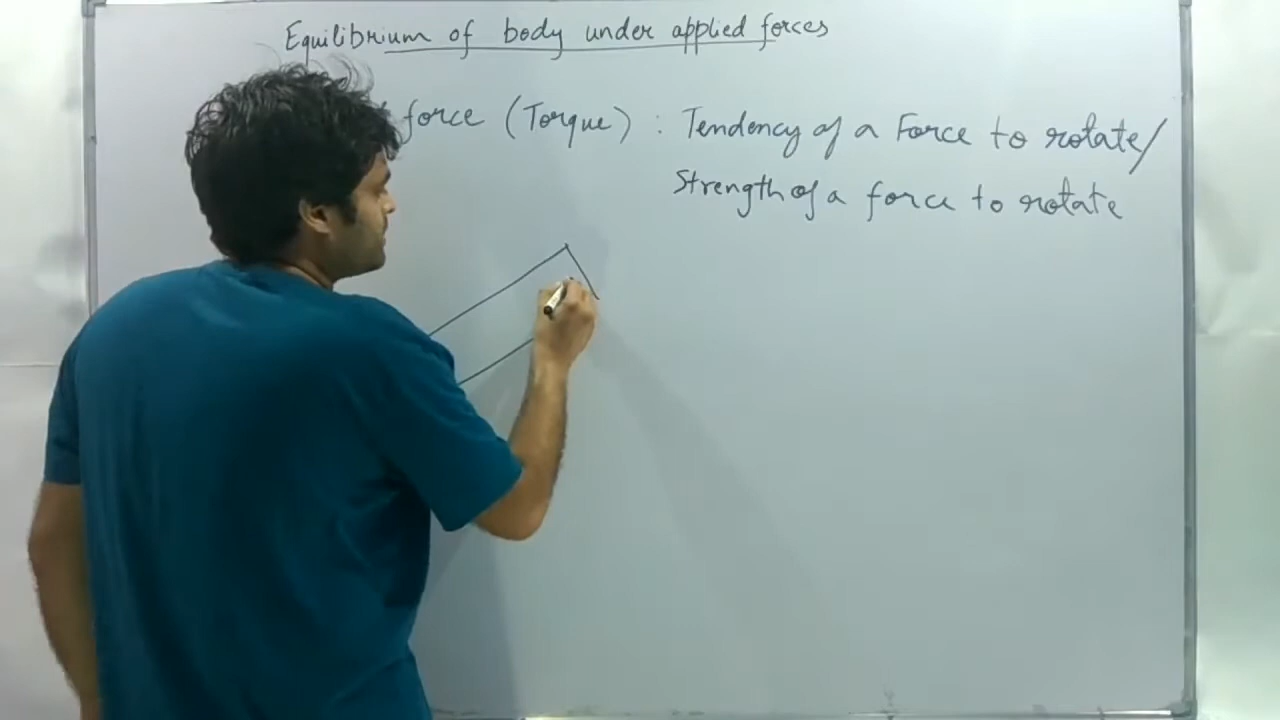 Equilibrium of body under applied forces
force (Torque) : Tendency of a Force to rotate/
Strength of a force to rotate